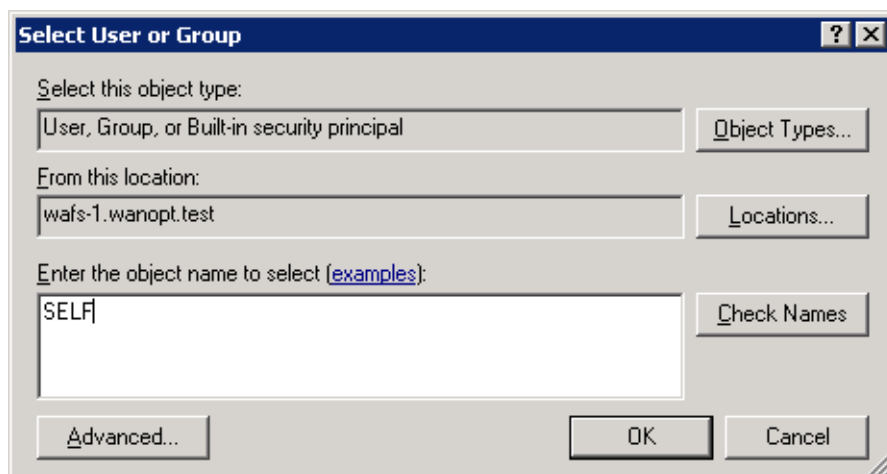 Select User or Group
Select this object type:
User, Group, or Built-in security principal
Object Types...
From this location:
wafs-1.wanopt.test
Locations...
Enter the object name to select (examples):
SELF
Check Names
Advanced...
OK
Cancel